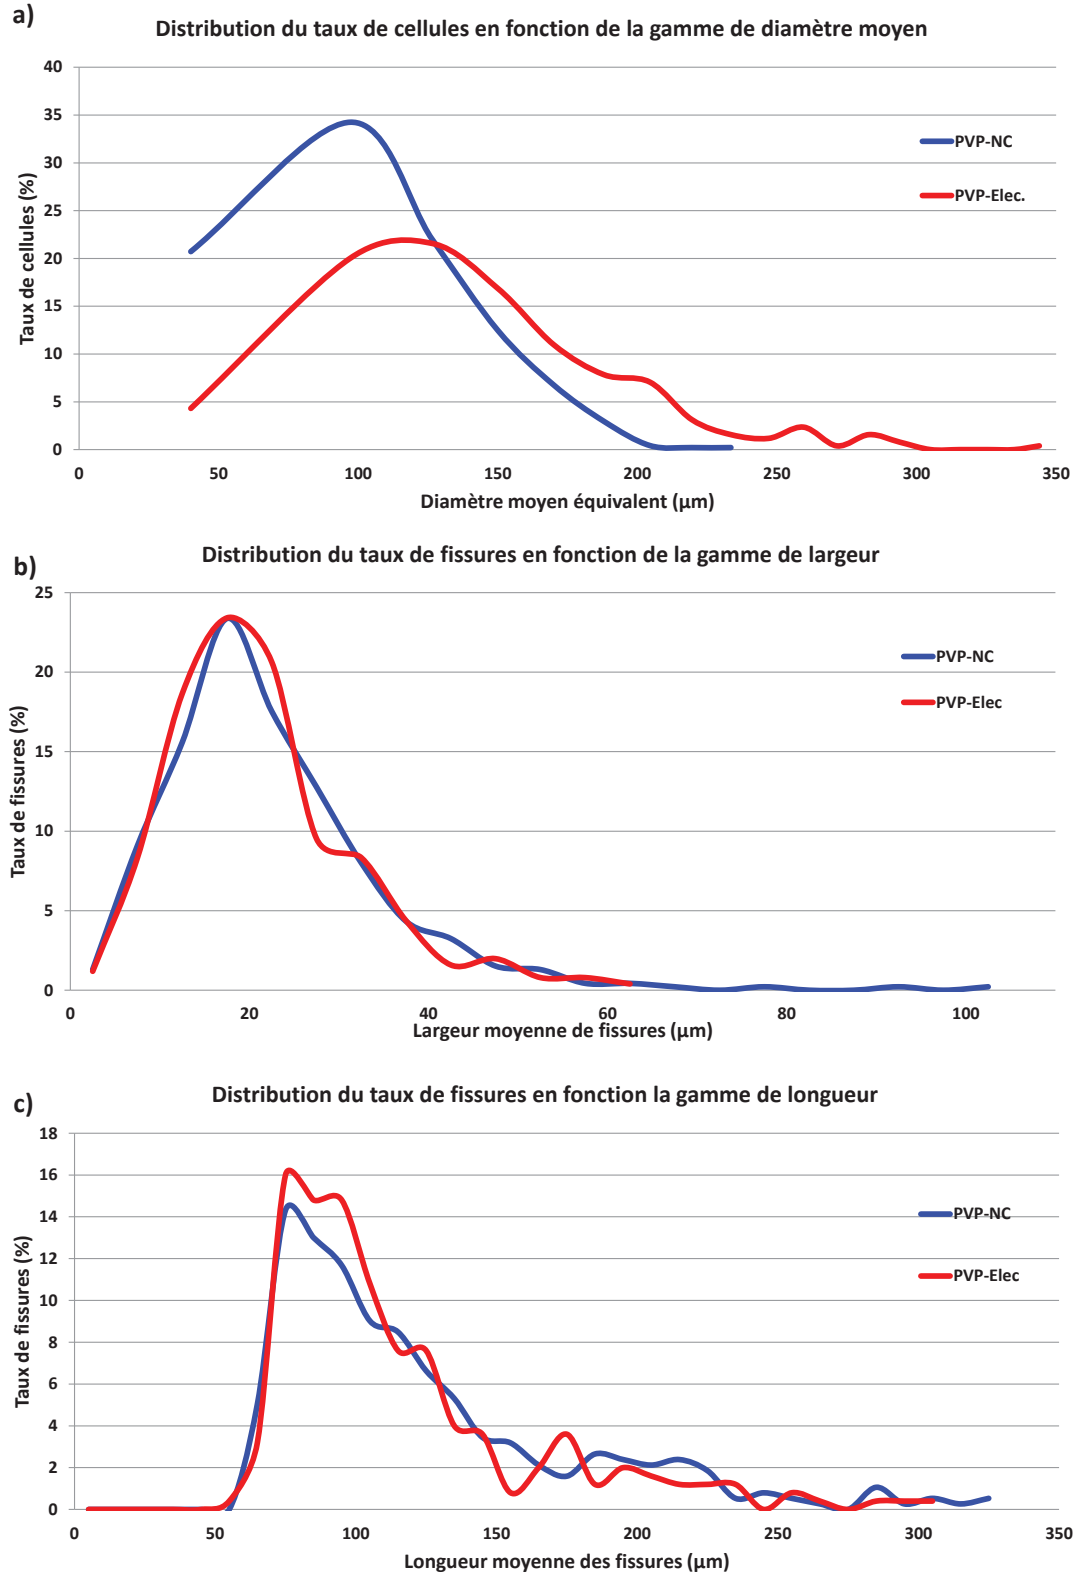 a)
Distribution du taux de cellules en fonction de la gamme de diamètre moyen
40
35
30
25
20
15
10
5
0
Taux de cellules (%)
PVP-NC
PVP-Elec.
0 50 100 150 200 250 300 350
Diamètre moyen équivalent (µm)
b)
Distribution du taux de fissures en fonction de la gamme de largeur
25
20
15
10
5
0
Taux de fissures (%)
PVP-NC
PVP-Elec
0 20 40 60 80 100
Largeur moyenne de fissures (µm)
c)
Distribution du taux de fissures en fonction la gamme de longueur
18
16
14
12
10
8
6
4
2
0
Taux de fissures (%)
PVP-NC
PVP-Elec
0 50 100 150 200 250 300 350
Longueur moyenne des fissures (µm)